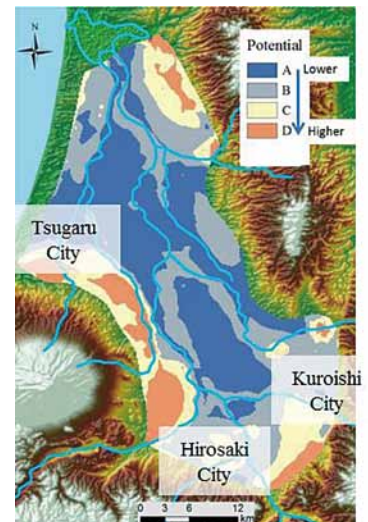 N
Potential
A Lower
B
C
D Higher
Tsugaru
City
Kuroishi
City
Hirosaki
City
0 3 6 12
km